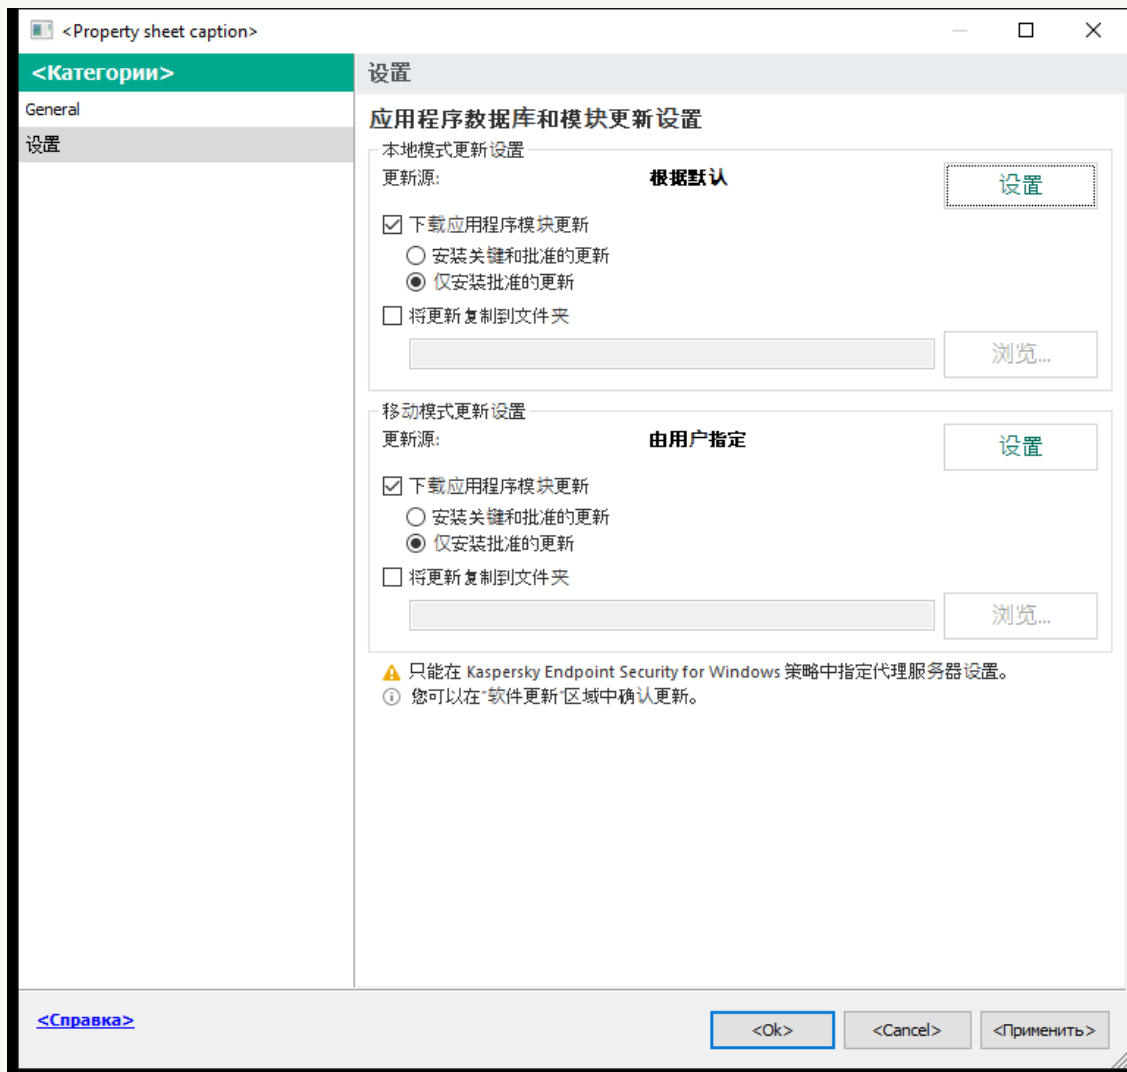 <Property sheet caption>
<Категории>
General
设置
设置
应用程序数据库和模块更新设置
本地模式更新设置
更新源:
根据默认
设置
下载应用程序模块更新
安装关键和批准的更新
仅安装批准的更新
将更新复制到文件夹
浏览...
移动模式更新设置
更新源:
由用户指定
设置
下载应用程序模块更新
安装关键和批准的更新
仅安装批准的更新
将更新复制到文件夹
浏览...
只能在 Kaspersky Endpoint Security for Windows 策略中指定代理服务器设置。
您可以在"软件更新"区域中确认更新。
<Справка>
<Ok>
<Cancel>
<Применить>